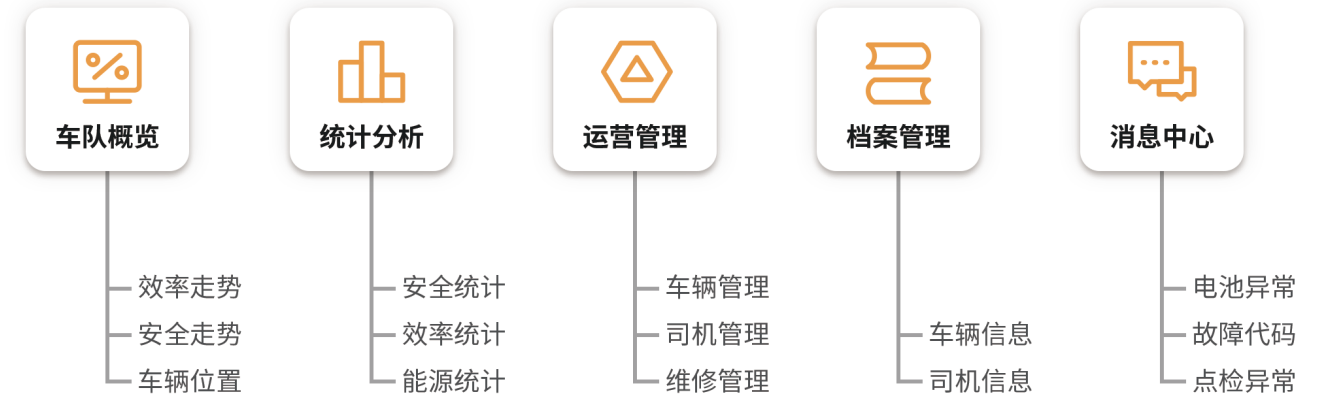 车队概览
效率走势
安全走势
车辆位置
统计分析
安全统计
效率统计
能源统计
运营管理
车辆管理
司机管理
维修管理
档案管理
车辆信息
司机信息
消息中心
电池异常
故障代码
点检异常